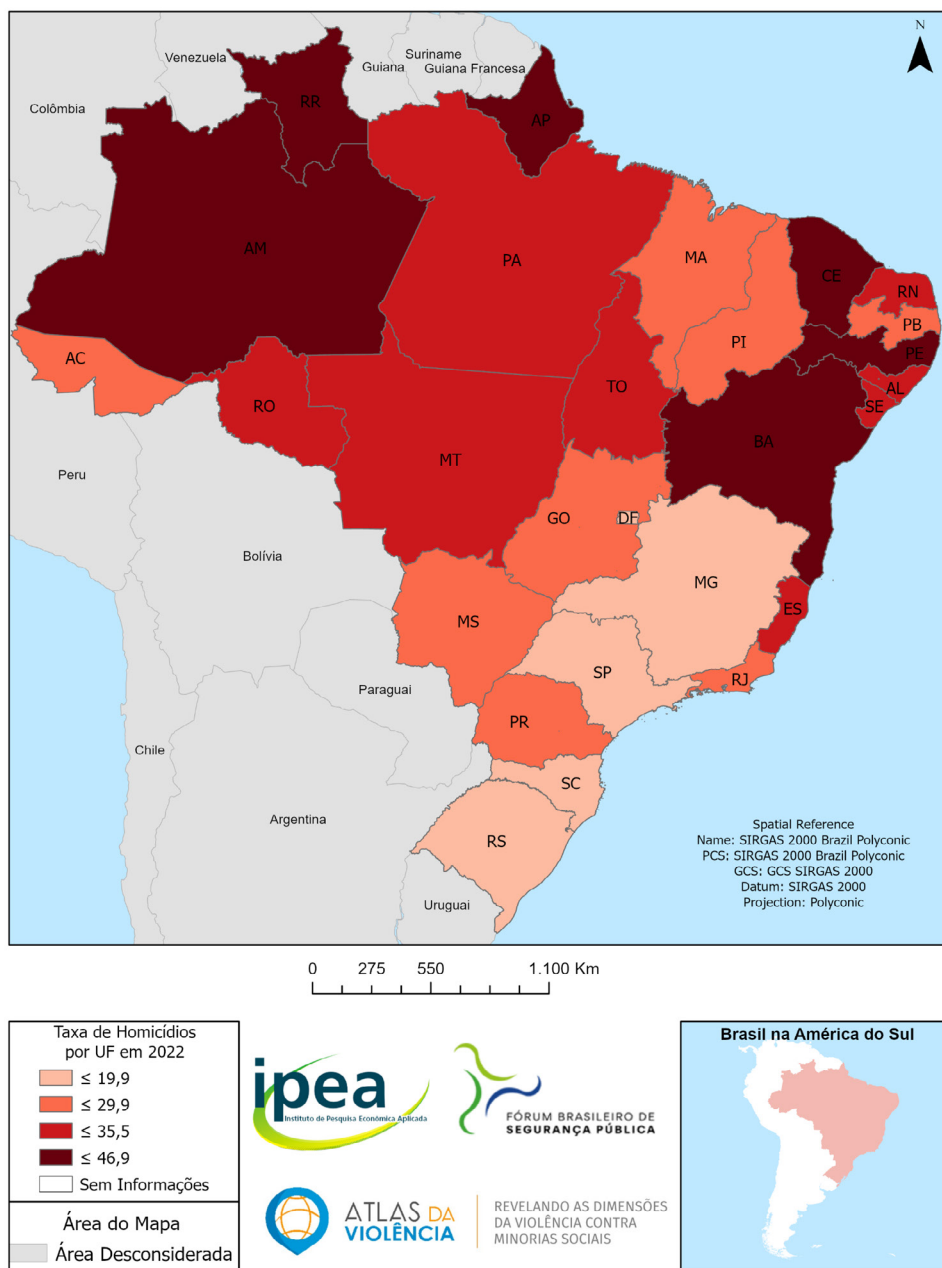 N
Venezuela
Suriname
Guiana
Guiana Francesa
Colômbia
RR
AP
AM
PA
MA
CE
RN
PB
PI
PE
AC
AL
TO
SE
RO
BA
MT
Peru
GO
DF
Bolívia
MG
ES
MS
SP
RJ
Paraguai
PR
Chile
SC
Argentina
RS
Uruguai
Spatial Reference
Name: SIRGAS 2000 Brazil Polyconic
PCS: SIRGAS 2000 Brazil Polyconic
GCS: GCS SIRGAS 2000
Datum: SIRGAS 2000
Projection: Polyconic
0 275 550 1.100 Km
Taxa de Homicídios
por UF em 2022
≤ 19,9
≤ 29,9
≤ 35,5
≤ 46,9
Sem Informações
Área do Mapa
Área Desconsiderada
ipea
Instituto de Pesquisa Econômica Aplicada
FÓRUM BRASILEIRO DE
SEGURANÇA PÚBLICA
ATLAS DA
VIOLÊNCIA
REVELANDO AS DIMENSÕES
DA VIOLÊNCIA CONTRA
MINORIAS SOCIAIS
Brasil na América do Sul